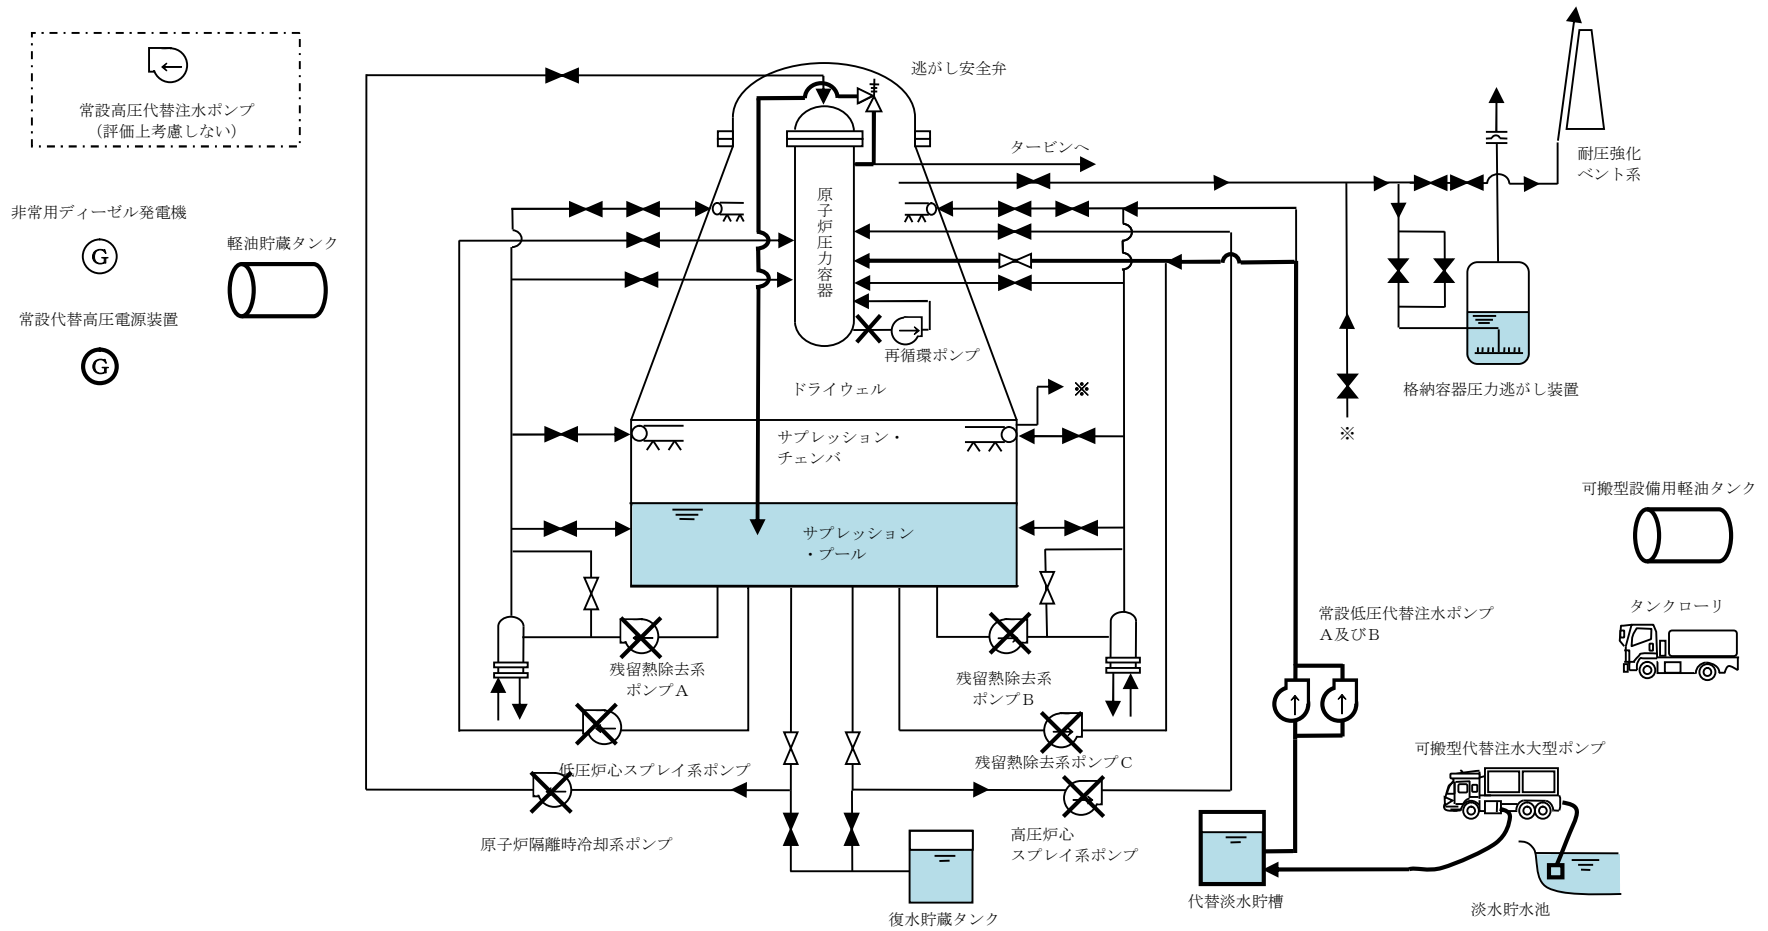 常設高圧代替注水ポンプ
（評価上考慮しない）
非常用ディーゼル発電機
G
軽油貯蔵タンク
常設代替高圧電源装置
G
逃がし安全弁
タービンへ
原子炉圧力容器
再循環ポンプ
ドライウェル
※
サプレッション・
チェンバ
サプレッション
・プール
耐圧強化
ベント系
格納容器圧力逃がし装置
※
可搬型設備用軽油タンク
タンクローリ
常設低圧代替注水ポンプ
A及びB
残留熱除去系
ポンプA
残留熱除去系
ポンプB
低圧炉心スプレイ系ポンプ
残留熱除去系ポンプC
可搬型代替注水大型ポンプ
原子炉隔離時冷却系ポンプ
高圧炉心
スプレイ系ポンプ
復水貯蔵タンク
代替淡水貯槽
淡水貯水池